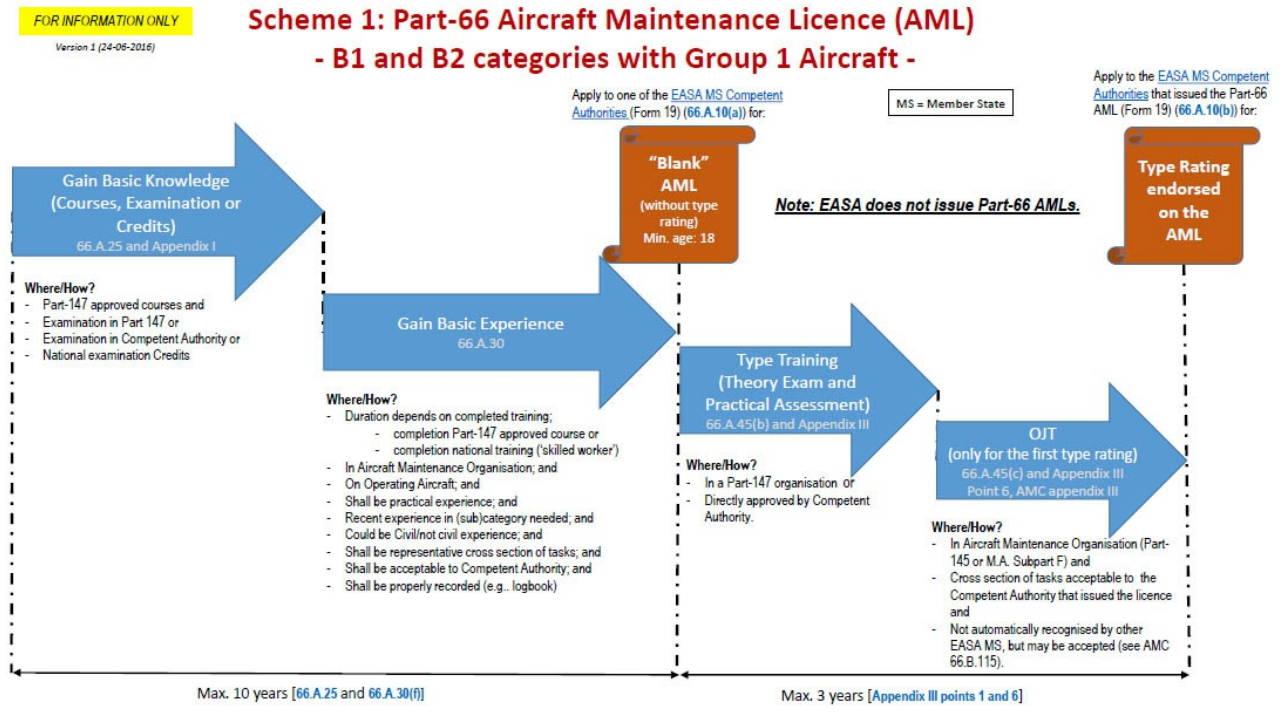 FOR INFORMATION ONLY
Version 1 (24-06-2016)
Scheme 1: Part-66 Aircraft Maintenance Licence (AML)
- B1 and B2 categories with Group 1 Aircraft -
Apply to one of the EASA MS Competent
Authorities (Form 19) (66.A.10(a)) for:
MS = Member State
Apply to the EASA MS Competent
Authorities that issued the Part-66
AML (Form 19) (66.A.10(b)) for:
Gain Basic Knowledge
(Courses, Examination or
Credits)
66.A.25 and Appendix I
“Blank”
AML
(without type
rating)
Min. age: 18
Note: EASA does not issue Part-66 AMLs.
Type Rating
endorsed
on the
AML
Where/How?
- Part-147 approved courses and
- Examination in Part 147 or
- Examination in Competent Authority or
- National examination Credits
Gain Basic Experience
66.A.30
Where/How?
- Duration depends on completed training;
- completion Part-147 approved course or
- completion national training (‘skilled worker’)
- In Aircraft Maintenance Organisation; and
- On Operating Aircraft; and
- Shall be practical experience; and
- Recent experience in (sub)category needed; and
- Could be Civil/not civil experience; and
- Shall be representative cross section of tasks; and
- Shall be acceptable to Competent Authority; and
- Shall be properly recorded (e.g.. logbook)
Type Training
(Theory Exam and
Practical Assessment)
66.A.45(b) and Appendix III
Where/How?
- In a Part-147 organisation or
- Directly approved by Competent
Authority.
OJT
(only for the first type rating)
66.A.45(c) and Appendix III
Point 6, AMC appendix III
Where/How?
- In Aircraft Maintenance Organisation (Part-
145 or M.A. Subpart F) and
- Cross section of tasks acceptable to the
Competent Authority that issued the licence
and
- Not automatically recognised by other
EASA MS, but may be accepted (see AMC
66.B.115).
Max. 10 years [66.A.25 and 66.A.30(f)]
Max. 3 years [Appendix III points 1 and 6]